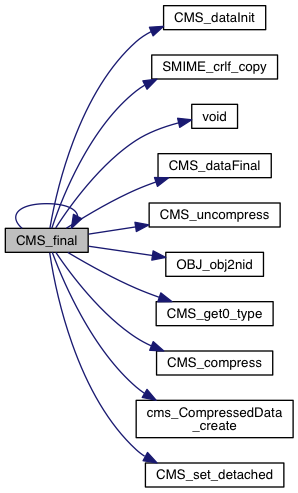 CMS_dataInit
SMIME_crlf_copy
void
CMS_dataFinal
CMS_uncompress
CMS_final
OBJ_obj2nid
CMS_get0_type
CMS_compress
cms_CompressedData
_create
CMS_set_detached